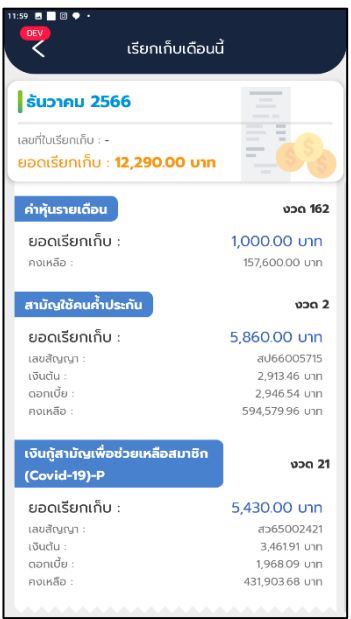 11:59
DEV
เรียกเก็บเดือนนี้
ธันวาคม 2566
เลขที่ใบเรียกเก็บ : -
ยอดเรียกเก็บ : 12,290.00 บาท
ค่าหุ้นรายเดือน งวด 162
ยอดเรียกเก็บ : 1,000.00 บาท
คงเหลือ : 157,600.00 บาท
สามัญใช้คนค้ำประกัน งวด 2
ยอดเรียกเก็บ : 5,860.00 บาท
เลขสัญญา : สป66005715
เงินต้น : 2,913.46 บาท
ดอกเบี้ย : 2,946.54 บาท
คงเหลือ : 594,579.96 บาท
เงินกู้สามัญเพื่อช่วยเหลือสมาชิก
(Covid-19)-P งวด 21
ยอดเรียกเก็บ : 5,430.00 บาท
เลขสัญญา : สว65002421
เงินต้น : 3,461.91 บาท
ดอกเบี้ย : 1,968.09 บาท
คงเหลือ : 431,903.68 บาท